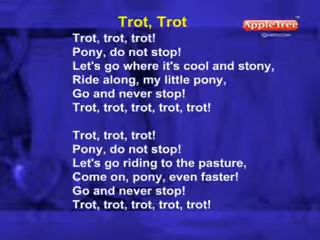 Trot, Trot
AppleTree
Trot, trot, trot!
Pony, do not stop!
Let's go where it's cool and stony,
Ride along, my little pony,
Go and never stop!
Trot, trot, trot, trot, trot!
Trot, trot, trot!
Pony, do not stop!
Let's go riding to the pasture,
Come on, pony, even faster!
Go and never stop!
Trot, trot, trot, trot, trot!